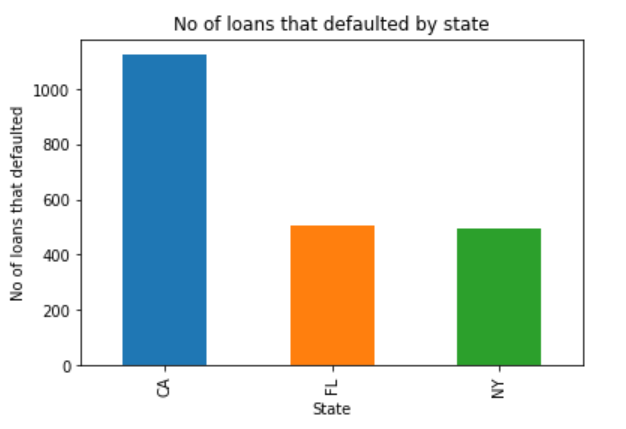 No of loans that defaulted by state
No of loans that defaulted
1000
800
600
400
200
0
CA
FL
NY
State